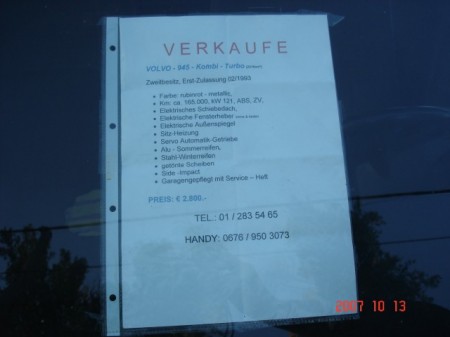 VERKAUFE
VOLVO - 945 - Kombi - Turbo
Zweitbesitz, Erst-Zulassung 02/1993
• Farbe: rubinrot - metallic,
• Km: ca. 168.000, kW 121, ABS, ZV,
• Elektrisches Schiebedach,
• Elektrische Fensterheber
• Elektrische Außenspiegel
• Sitz-Heizung
• Servo Automatik-Getriebe
• Alu - Sommerreifen,
• Stahl-Winterreifen
• getönte Scheiben
• Side -Impact
• Garagengepflegt mit Service – Heft
PREIS: € 2.800.-
TEL.: 01 / 283 54 65
HANDY: 0676 / 950 3073
2007 10 13